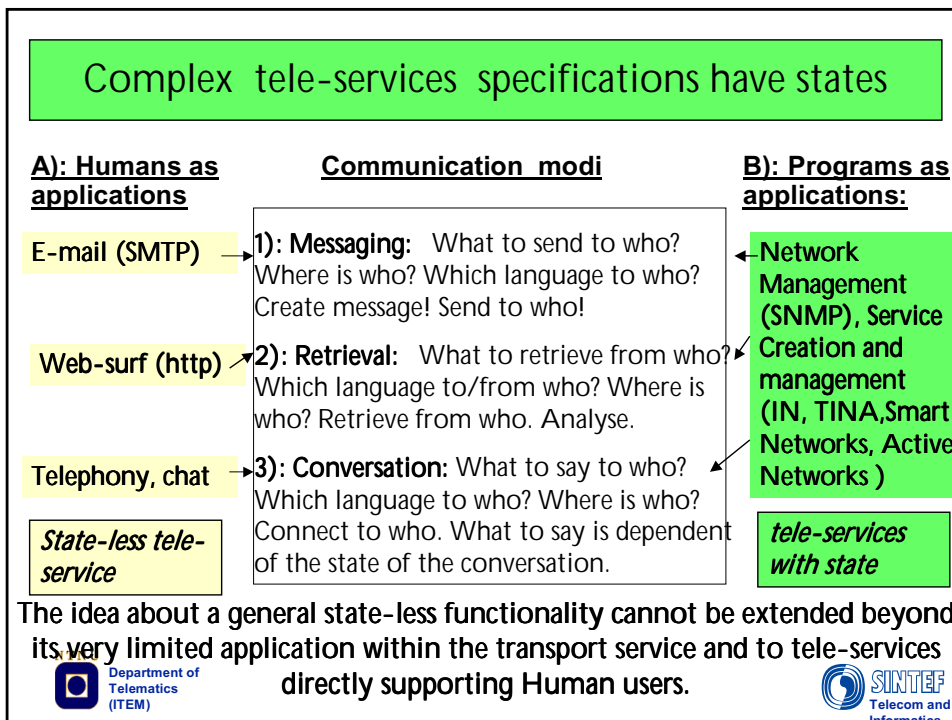 Complex tele-services specifications have states
A): Humans as
applications
Communication modi
B): Programs as
applications:
E-mail (SMTP)
Web-surf (http)
Telephony, chat
State-less tele-
service
1): Messaging: What to send to who?
Where is who? Which language to who?
Create message! Send to who!
2): Retrieval: What to retrieve from who?
Which language to/from who? Where is
who? Retrieve from who. Analyse.
3): Conversation: What to say to who?
Which language to who? Where is who?
Connect to who. What to say is dependent
of the state of the conversation.
Network
Management
(SNMP), Service
Creation and
management
(IN, TINA,Smart
Networks, Active
Networks )
tele-services
with state
The idea about a general state-less functionality cannot be extended beyond
its very limited application within the transport service and to tele-services
directly supporting Human users.
NTNU
Department of
Telematics
(ITEM)
SINTEF
Telecom and
Informatics